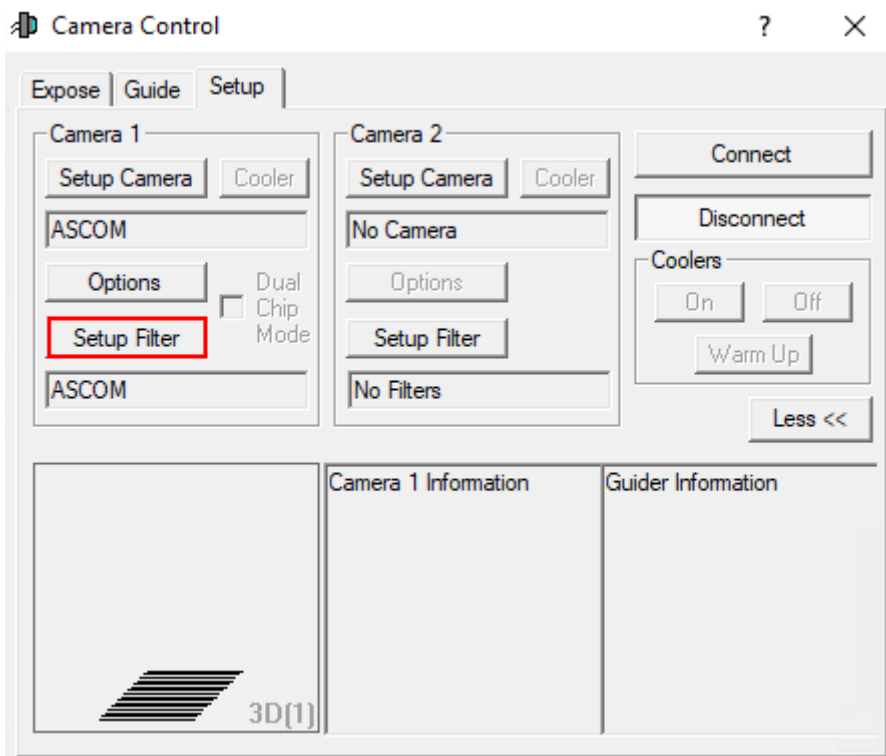 Camera Control
?
Expose
Guide
Setup
Camera 1
Setup Camera
Cooler
ASCOM
Options
Dual
Chip
Mode
Setup Filter
ASCOM
Camera 2
Setup Camera
Cooler
No Camera
Options
Setup Filter
No Filters
Connect
Disconnect
Coolers
On
Off
Warm Up
Less <<
3D(1)
Camera 1 Information
Guider Information